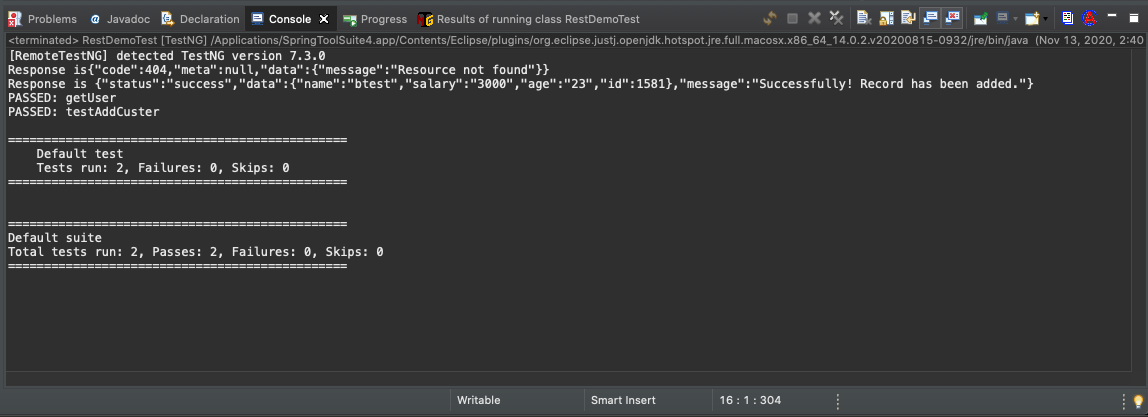 Problems @ Javadoc Declaration Console Progress Results of running class RestDemoTest
<terminated> RestDemoTest [TestNG] /Applications/SpringToolSuite4.app/Contents/Eclipse/plugins/org.eclipse.justj.openjdk.hotspot.jre.full.macosx.x86_64_14.0.2.v20200815-0932/jre/bin/java (Nov 13, 2020, 2:40
[RemoteTestNG] detected TestNG version 7.3.0
Response is{"code":404,"meta":null,"data":{"message":"Resource not found"}}
Response is {"status":"success","data":{"name":"btest","salary":"3000","age":"23","id":1581},"message":"Successfully! Record has been added."}
PASSED: getUser
PASSED: testAddCuster
===============================================
Default test
Tests run: 2, Failures: 0, Skips: 0
===============================================
===============================================
Default suite
Total tests run: 2, Passes: 2, Failures: 0, Skips: 0
===============================================
Writable Smart Insert 16 : 1 : 304